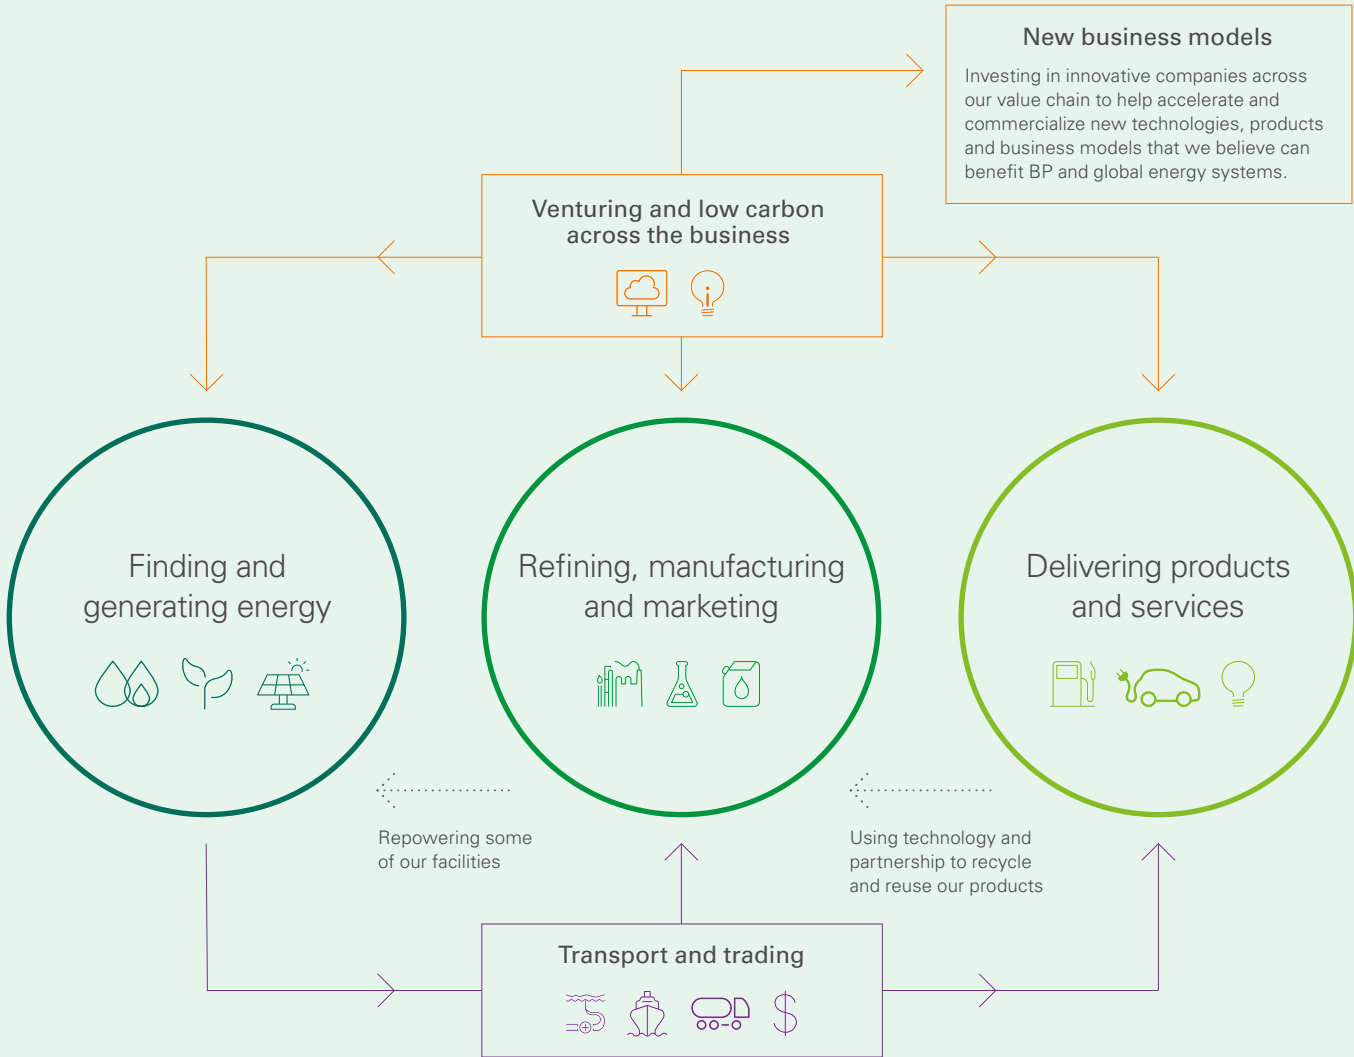 New business models
Investing in innovative companies across
our value chain to help accelerate and
commercialize new technologies, products
and business models that we believe can
benefit BP and global energy systems.
Venturing and low carbon
across the business
Finding and
generating energy
Refining, manufacturing
and marketing
Delivering products
and services
Repowering some
of our facilities
Using technology and
partnership to recycle
and reuse our products
Transport and trading
$